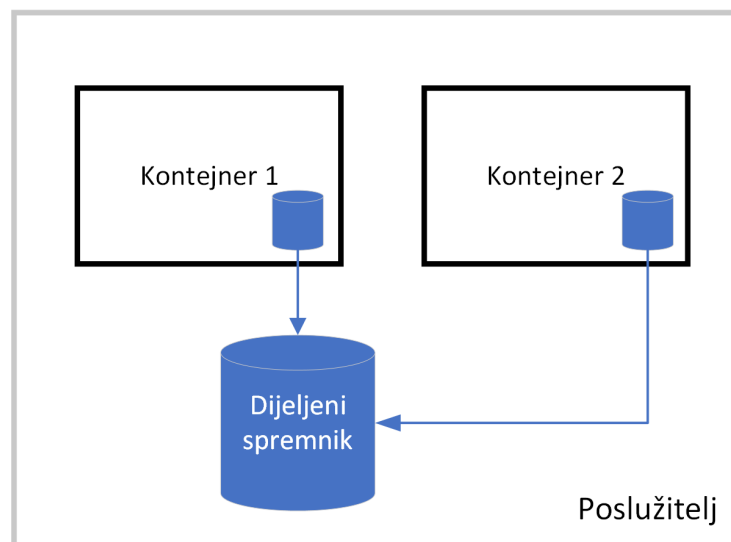 Kontejner 1
Kontejner 2
Dijeljeni
spremnik
Poslužitelj